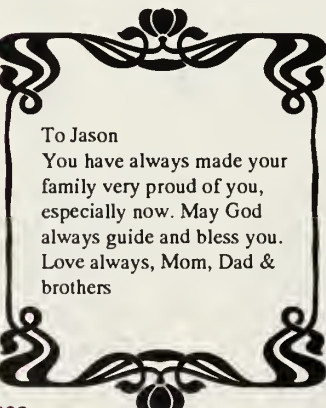 To Jason
You have always made your
family very proud of you,
especially now. May God
always guide and bless you.
Love always, Mom, Dad &
brothers